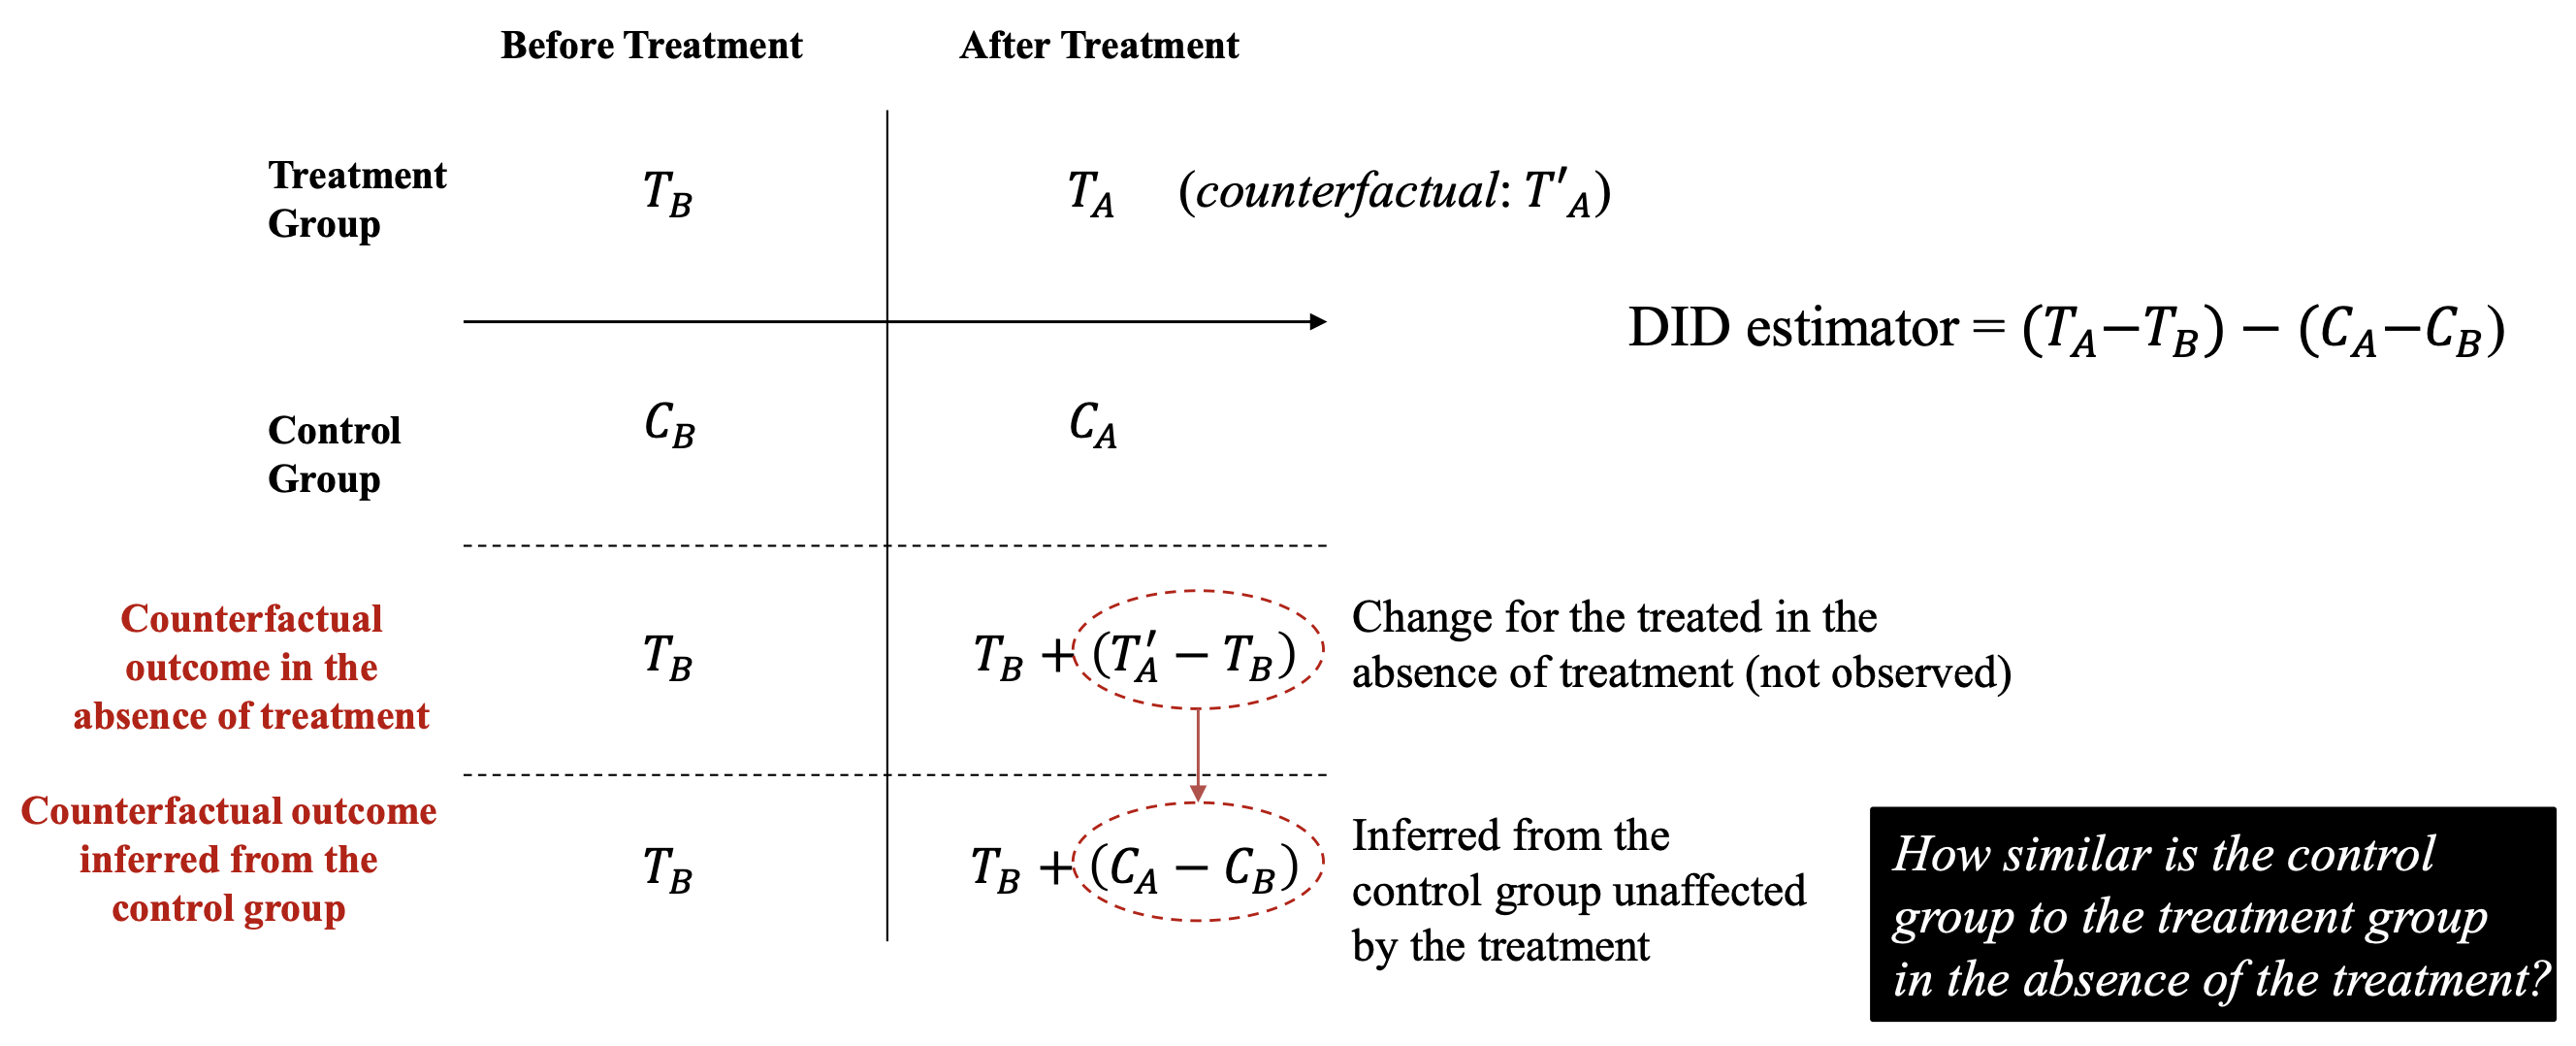 Before Treatment
After Treatment
Treatment
Group
T_B
T_A (counterfactual: T'_A)
DID estimator = (T_A−T_B) − (C_A−C_B)
Control
Group
C_B
C_A
Counterfactual
outcome in the
absence of treatment
T_B
T_B + (T'_A − T_B)
Change for the treated in the
absence of treatment (not observed)
Counterfactual outcome
inferred from the
control group
T_B
T_B + (C_A − C_B)
Inferred from the
control group unaffected
by the treatment
How similar is the control
group to the treatment group
in the absence of the treatment?